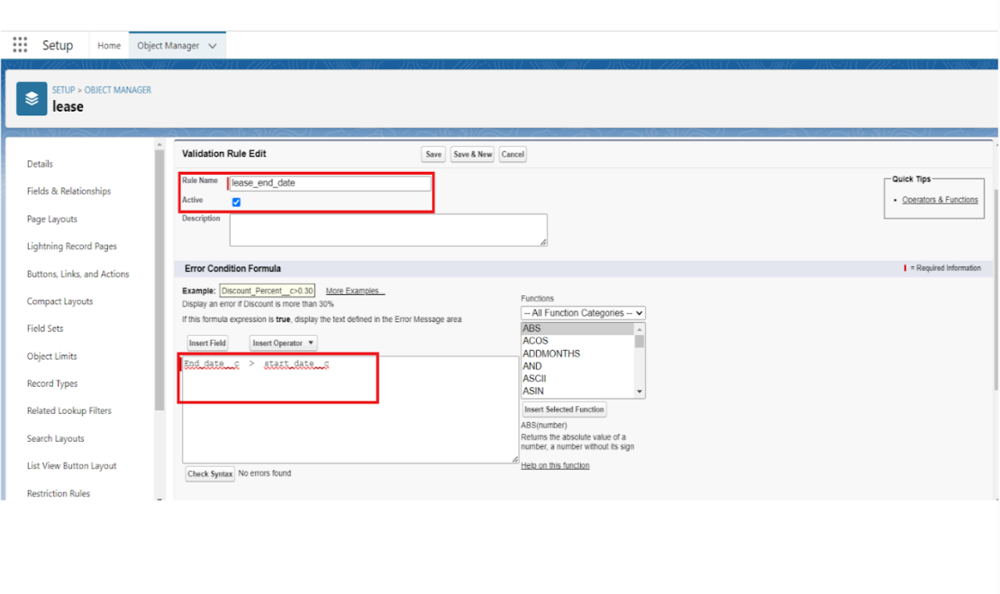 Setup Home Object Manager
SETUP > OBJECT MANAGER
lease
Details
Fields & Relationships
Page Layouts
Lightning Record Pages
Buttons, Links, and Actions
Compact Layouts
Field Sets
Object Limits
Record Types
Related Lookup Filters
Search Layouts
List View Button Layout
Restriction Rules
Validation Rule Edit Save Save & New Cancel
Rule Name lease_end_date
Active
Description
Quick Tips
• Operators & Functions
Error Condition Formula = Required Information
Example: Discount_Percent__c>0.30 More Examples...
Display an error if Discount is more than 30%
If this formula expression is true, display the text defined in the Error Message area
Insert Field Insert Operator ▼
End_date__c > start_date__c
Check Syntax No errors found
Functions
-- All Function Categories --
ABS
ACOS
ADDMONTHS
AND
ASCII
ASIN
Insert Selected Function
ABS(number)
Returns the absolute value of a
number, a number without its sign
Help on this function